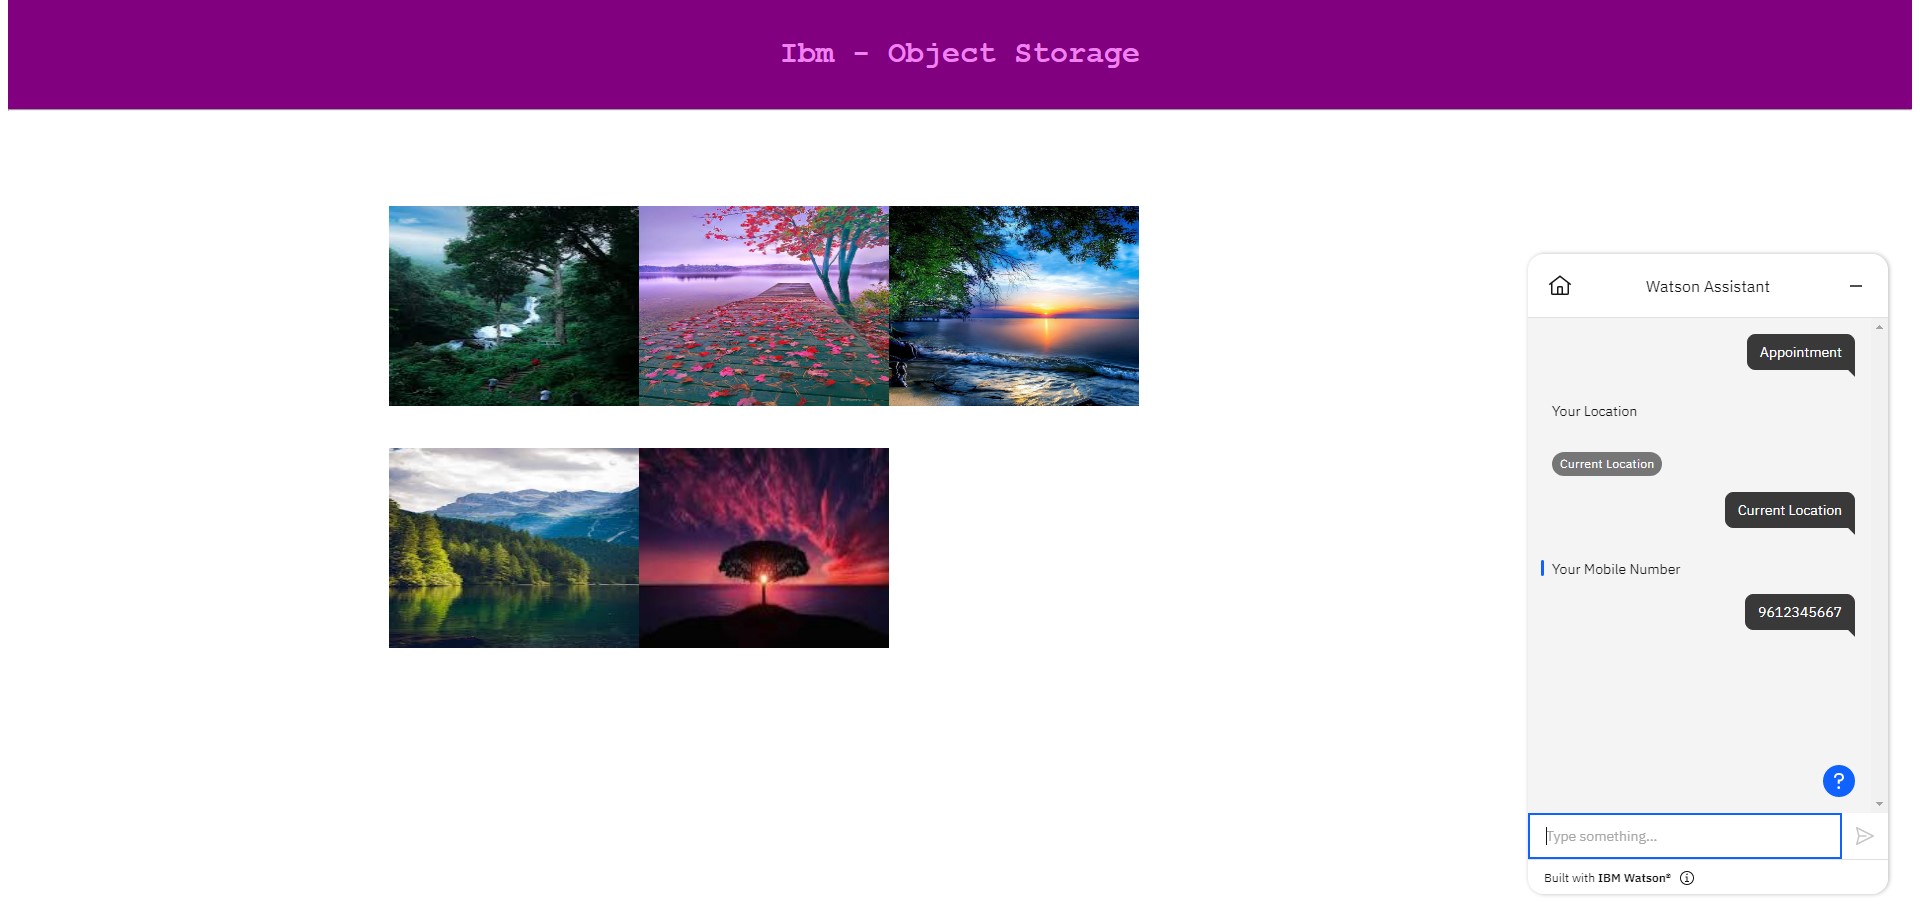 Ibm - Object Storage
Watson Assistant
Appointment
Your Location
Current Location
Current Location
Your Mobile Number
9612345667
?
Type something...
Built with IBM Watson®